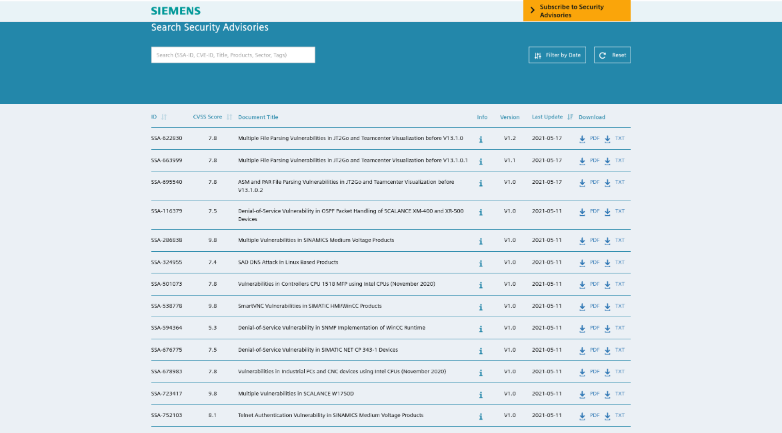 SIEMENS
Subscribe to Security
Advisories
Search Security Advisories
Search (SSA-ID, CVE-ID, Title, Products, Sector, Tags)
Filter by Date
Reset
ID CVSS Score Document Title Info Version Last Update Download
SSA-622830 7.8 Multiple File Parsing Vulnerabilities in JT2Go and Teamcenter Visualization before V13.1.0 V1.2 2021-05-17 PDF TXT
SSA-663999 7.8 Multiple File Parsing Vulnerabilities in JT2Go and Teamcenter Visualization before V13.1.0.1 V1.1 2021-05-17 PDF TXT
SSA-695540 7.8 ASM and PAR File Parsing Vulnerabilities in JT2Go and Teamcenter Visualization before V1.0 2021-05-17 PDF TXT
V13.1.0.2
SSA-116379 7.5 Denial-of-Service Vulnerability in OSPF Packet Handling of SCALANCE XM-400 and XR-500 V1.0 2021-05-11 PDF TXT
Devices
SSA-286838 9.8 Multiple Vulnerabilities in SINAMICS Medium Voltage Products V1.0 2021-05-11 PDF TXT
SSA-324955 7.4 SAD DNS Attack in Linux Based Products V1.0 2021-05-11 PDF TXT
SSA-501073 7.8 Vulnerabilities in Controllers CPU 1518 MFP using Intel CPUs (November 2020) V1.0 2021-05-11 PDF TXT
SSA-538778 9.8 SmartVNC Vulnerabilities in SIMATIC HMI/WinCC Products V1.0 2021-05-11 PDF TXT
SSA-594364 5.3 Denial-of-Service Vulnerability in SNMP Implementation of WinCC Runtime V1.0 2021-05-11 PDF TXT
SSA-676775 7.5 Denial-of-Service Vulnerability in SIMATIC NET CP 343-1 Devices V1.0 2021-05-11 PDF TXT
SSA-678983 7.8 Vulnerabilities in Industrial PCs and CNC devices using Intel CPUs (November 2020) V1.0 2021-05-11 PDF TXT
SSA-723417 9.8 Multiple Vulnerabilities in SCALANCE W1750D V1.0 2021-05-11 PDF TXT
SSA-752103 8.1 Telnet Authentication Vulnerability in SINAMICS Medium Voltage Products V1.0 2021-05-11 PDF TXT